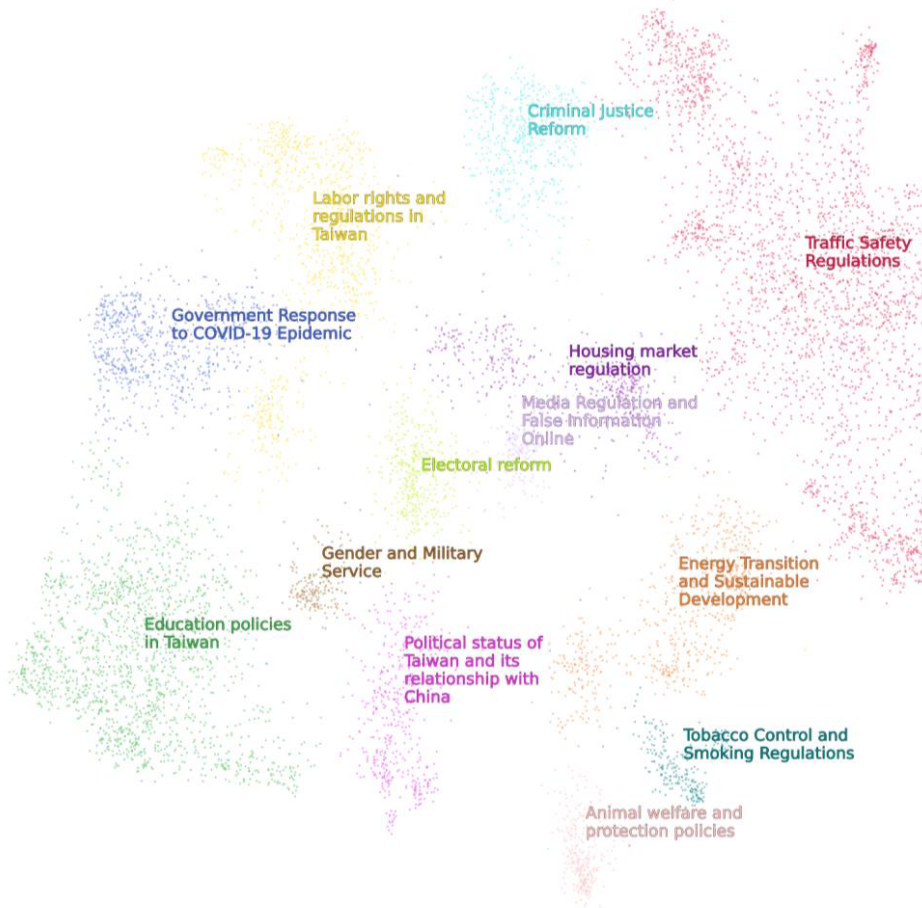 Criminal Justice
Reform
Labor rights and
regulations in
Taiwan
Traffic Safety
Regulations
Government Response
to COVID-19 Epidemic
Housing market
regulation
Media Regulation and
False Information
Online
Electoral reform
Gender and Military
Service
Energy Transition
and Sustainable
Development
Education policies
in Taiwan
Political status of
Taiwan and its
relationship with
China
Tobacco Control and
Smoking Regulations
Animal welfare and
protection policies